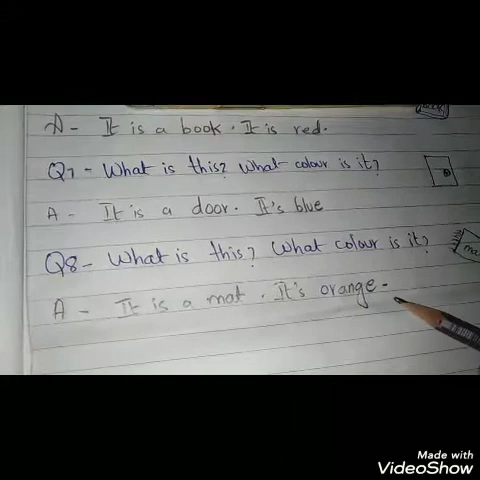 A - It is a book. It is red.
Q7 - What is this? What colour is it?
A - It is a door. It's blue
Q8 - What is this? What colour is it?
A - It is a mat. It's orange.
Made with
VideoShow